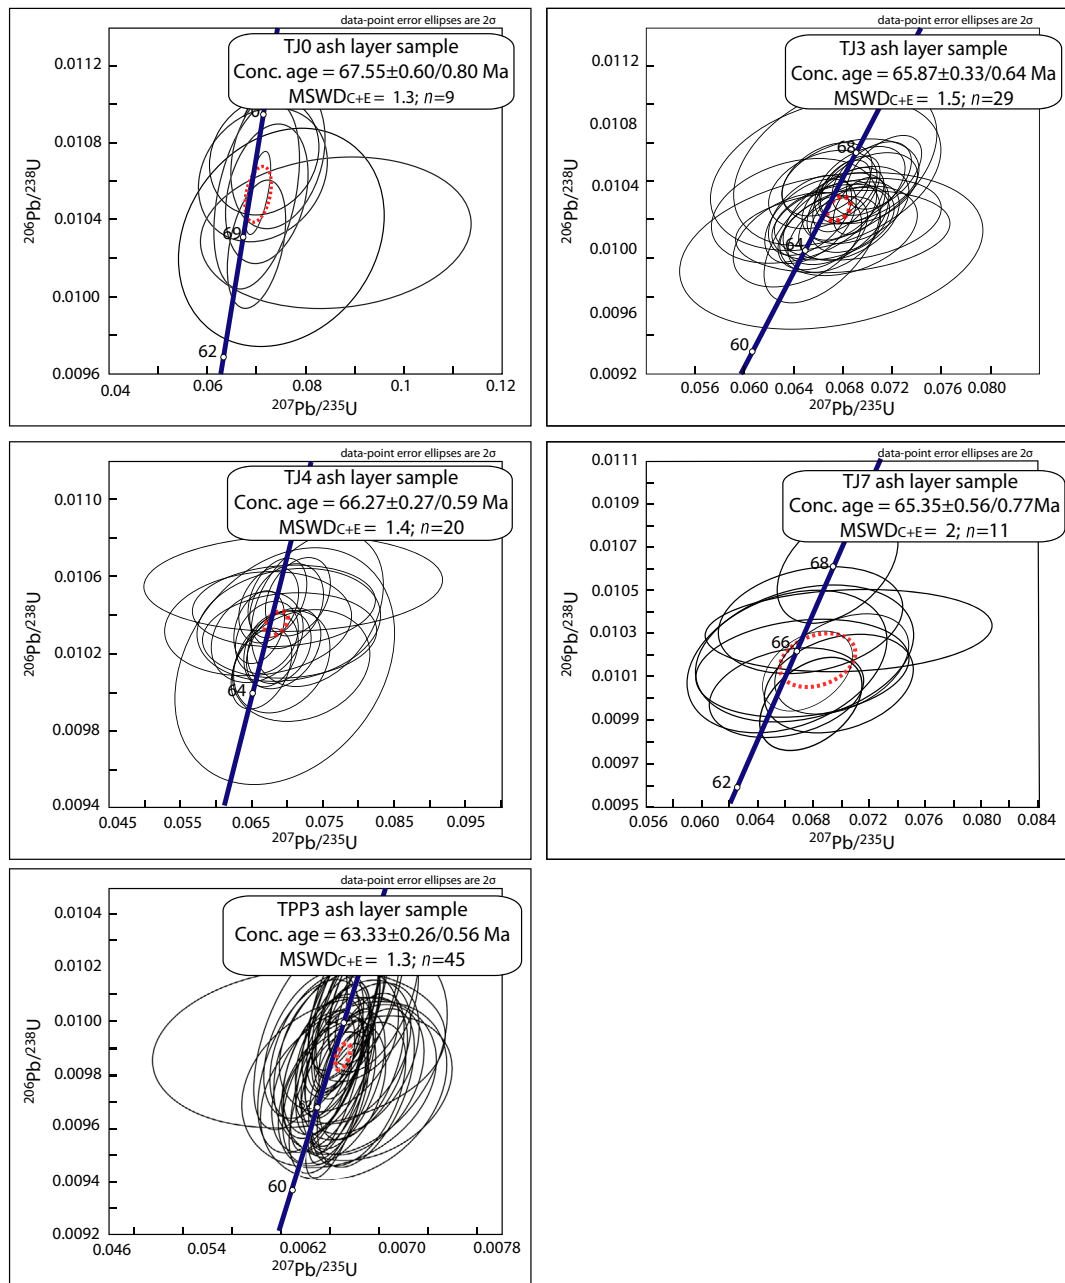 data-point error ellipses are 2σ
TJ0 ash layer sample
Conc. age = 67.55±0.60/0.80 Ma
MSWDC+E = 1.3; n=9
0.0112
0.0108
0.0104
0.0100
0.0096
206Pb/238U
69
62
0.04
0.06
0.08
0.1
0.12
207Pb/235U
data-point error ellipses are 2σ
TJ3 ash layer sample
Conc. age = 65.87±0.33/0.64 Ma
MSWDC+E = 1.5; n=29
0.0112
0.0108
0.0104
0.0100
0.0096
0.0092
206Pb/238U
68
64
60
0.056
0.060
0.064
0.068
0.072
0.076
0.080
207Pb/235U
data-point error ellipses are 2σ
TJ4 ash layer sample
Conc. age = 66.27±0.27/0.59 Ma
MSWDC+E = 1.4; n=20
0.0110
0.0106
0.0102
0.0098
0.0094
206Pb/238U
64
0.045
0.055
0.065
0.075
0.085
0.095
207Pb/235U
data-point error ellipses are 2σ
TJ7 ash layer sample
Conc. age = 65.35±0.56/0.77Ma
MSWDC+E = 2; n=11
0.0111
0.0109
0.0107
0.0105
0.0103
0.0101
0.0099
0.0097
0.0095
206Pb/238U
68
66
62
0.056
0.060
0.064
0.068
0.072
0.076
0.080
0.084
207Pb/235U
data-point error ellipses are 2σ
TPP3 ash layer sample
Conc. age = 63.33±0.26/0.56 Ma
MSWDC+E = 1.3; n=45
0.0104
0.0102
0.0100
0.0098
0.0096
0.0094
0.0092
206Pb/238U
60
0.046
0.054
0.0062
0.0070
0.0078
207Pb/235U